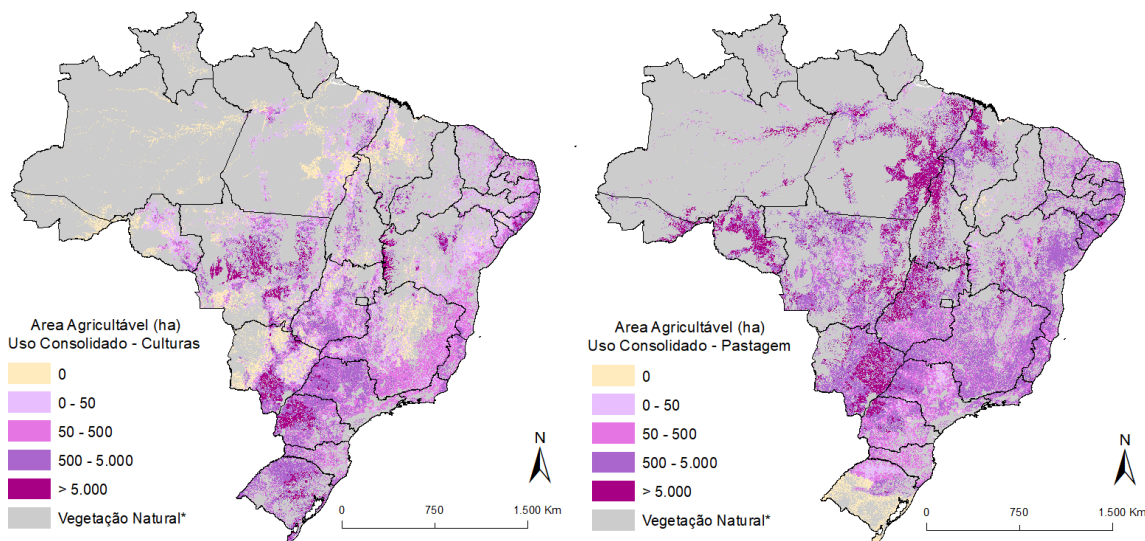 Area Agricultável (ha)
Uso Consolidado - Culturas
0
0 - 50
50 - 500
500 - 5.000
> 5.000
Vegetação Natural*
N
0 750 1.500 Km
Area Agricultável (ha)
Uso Consolidado - Pastagem
0
0 - 50
50 - 500
500 - 5.000
> 5.000
Vegetação Natural*
N
0 750 1.500 Km